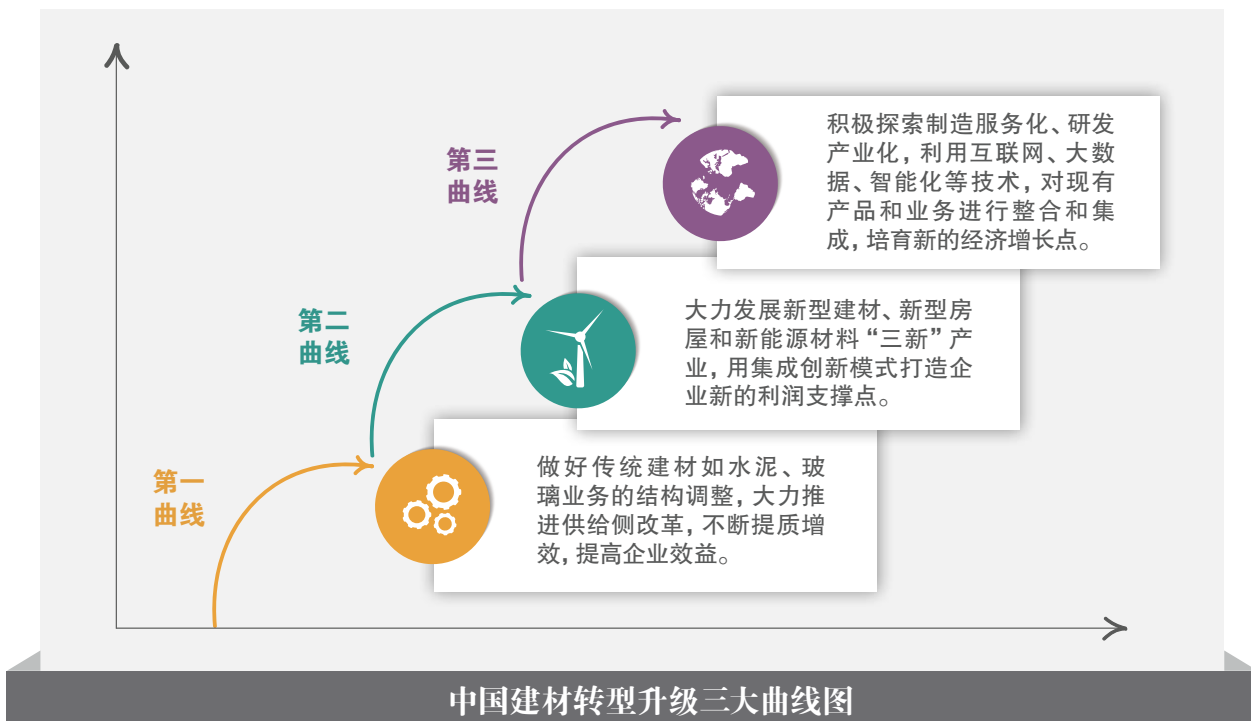 第三
曲线
积极探索制造服务化、研发
产业化，利用互联网、大数
据、智能化等技术，对现有
产品和业务进行整合和集
成，培育新的经济增长点。
第二
曲线
大力发展新型建材、新型房
屋和新能源材料“三新”产
业，用集成创新模式打造企
业新的利润支撑点。
第一
曲线
做好传统建材如水泥、玻
璃业务的结构调整，大力推
进供给侧改革，不断提质增
效，提高企业效益。
中国建材转型升级三大曲线图